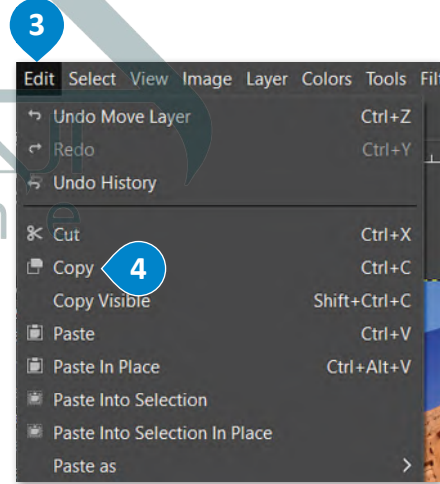 3
Edit Select View Image Layer Colors Tools
Undo Move Layer Ctrl+Z
Redo Ctrl+Y
Undo History
Cut Ctrl+X
Copy 4 Ctrl+C
Copy Visible Shift+Ctrl+C
Paste Ctrl+V
Paste In Place Ctrl+Alt+V
Paste Into Selection
Paste Into Selection In Place
Paste as